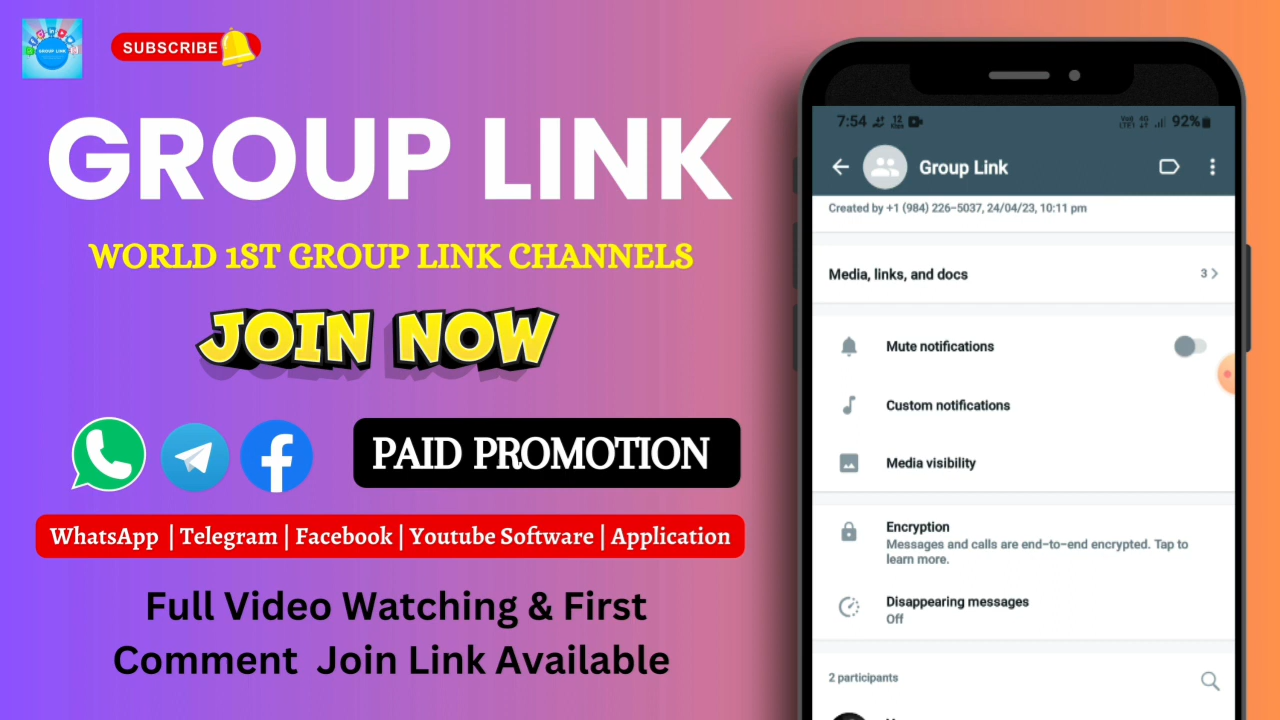 GROUP LINK
SUBSCRIBE
GROUP LINK
WORLD 1ST GROUP LINK CHANNELS
JOIN NOW
PAID PROMOTION
WhatsApp | Telegram | Facebook | Youtube Software | Application
Full Video Watching & First
Comment Join Link Available
7:54 92%
Group Link
Created by +1 (984) 226-5037, 24/04/23, 10:11 pm
Media, links, and docs 3
Mute notifications
Custom notifications
Media visibility
Encryption
Messages and calls are end-to-end encrypted. Tap to
learn more.
Disappearing messages
Off
2 participants